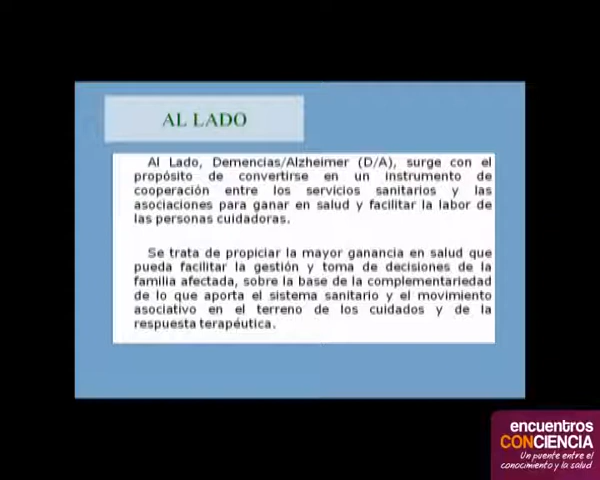 AL LADO
Al Lado, Demencias/Alzheimer (D/A), surge con el
propósito de convertirse en un instrumento de
cooperación entre los servicios sanitarios y las
asociaciones para ganar en salud y facilitar la labor de
las personas cuidadoras.
Se trata de propiciar la mayor ganancia en salud que
pueda facilitar la gestión y toma de decisiones de la
familia afectada, sobre la base de la complementariedad
de lo que aporta el sistema sanitario y el movimiento
asociativo en el terreno de los cuidados y de la
respuesta terapéutica.
encuentros
CONCIENCIA
Un puente entre el
conocimiento y la salud